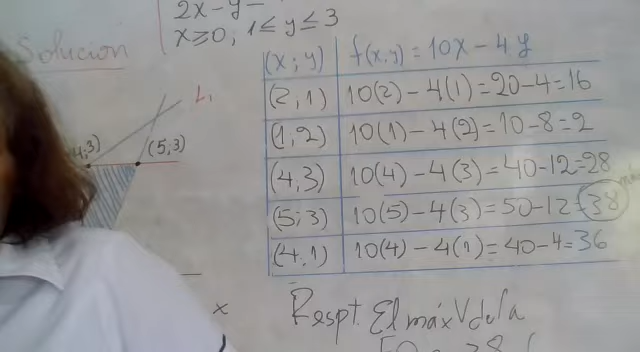 2x-y
x≥0; 1≤y≤3
Solución
(x; y) f(x,y) = 10x - 4y
(2,1) 10(2) - 4(1) = 20 - 4 = 16
(1,2) 10(1) - 4(2) = 10 - 8 = 2
(4,3) 10(4) - 4(3) = 40 - 12 = 28
(5;3) 10(5) - 4(3) = 50 - 12 = 38
(4,1) 10(4) - 4(1) = 40 - 4 = 36
L₁
4,3) (5,3)
x
Respt. El máx V de la